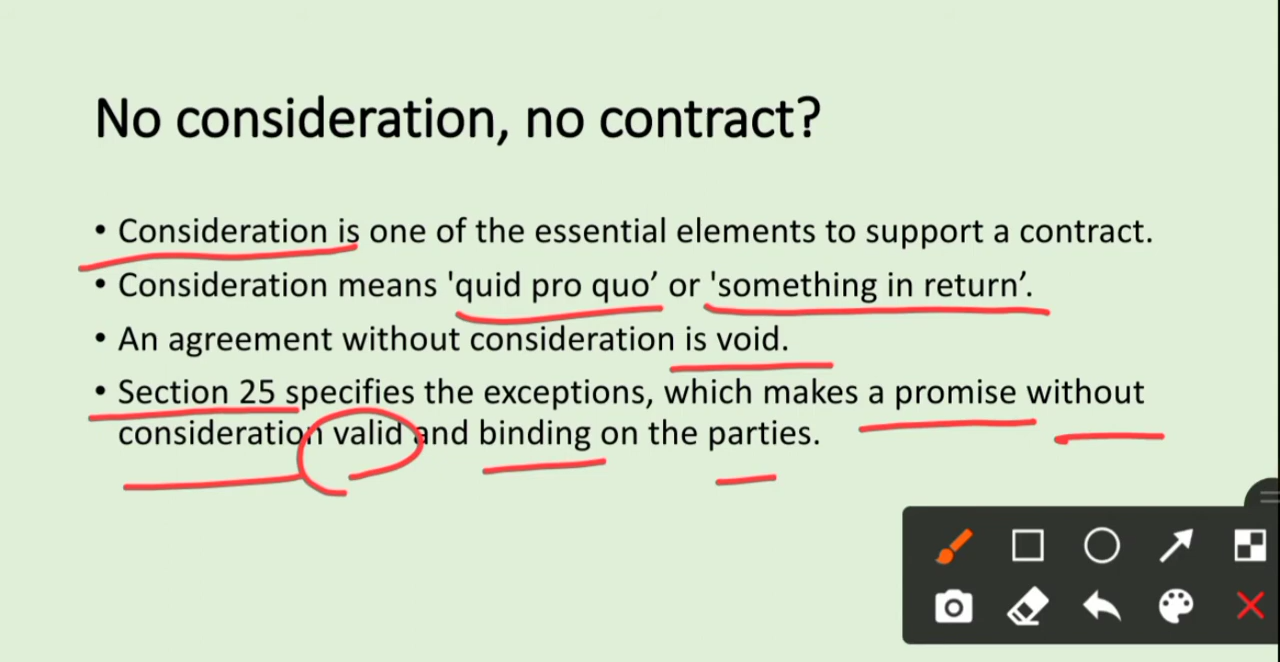 No consideration, no contract?
• Consideration is one of the essential elements to support a contract.
• Consideration means 'quid pro quo’ or 'something in return’.
• An agreement without consideration is void.
• Section 25 specifies the exceptions, which makes a promise without
consideration valid and binding on the parties.